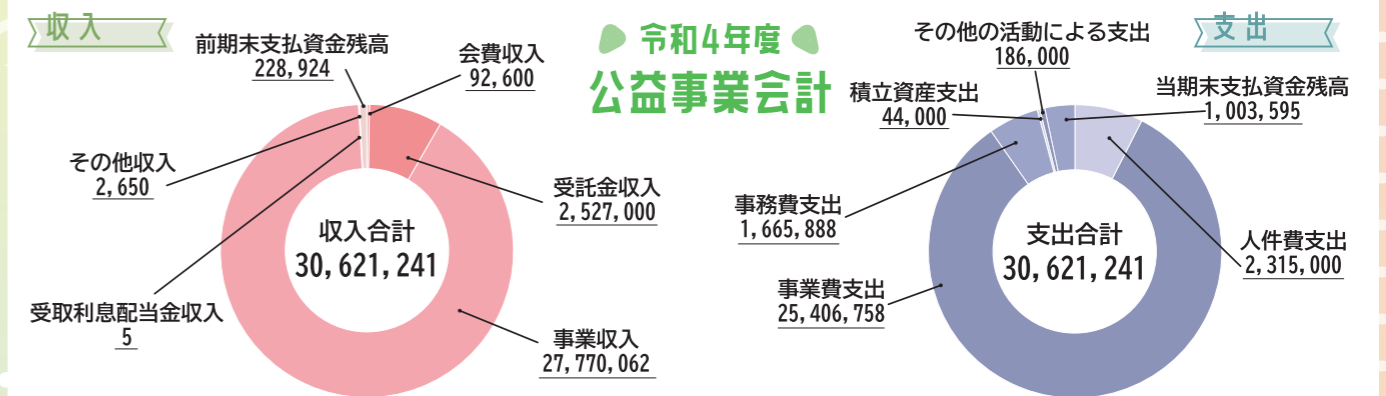 収入
令和4年度
公益事業会計
支出
前期末支払資金残高
228,924
会費収入
92,600
その他収入
2,650
受託金収入
2,527,000
収入合計
30,621,241
受取利息配当金収入
5
事業収入
27,770,062
その他の活動による支出
186,000
積立資産支出
44,000
当期末支払資金残高
1,003,595
事務費支出
1,665,888
支出合計
30,621,241
人件費支出
2,315,000
事業費支出
25,406,758